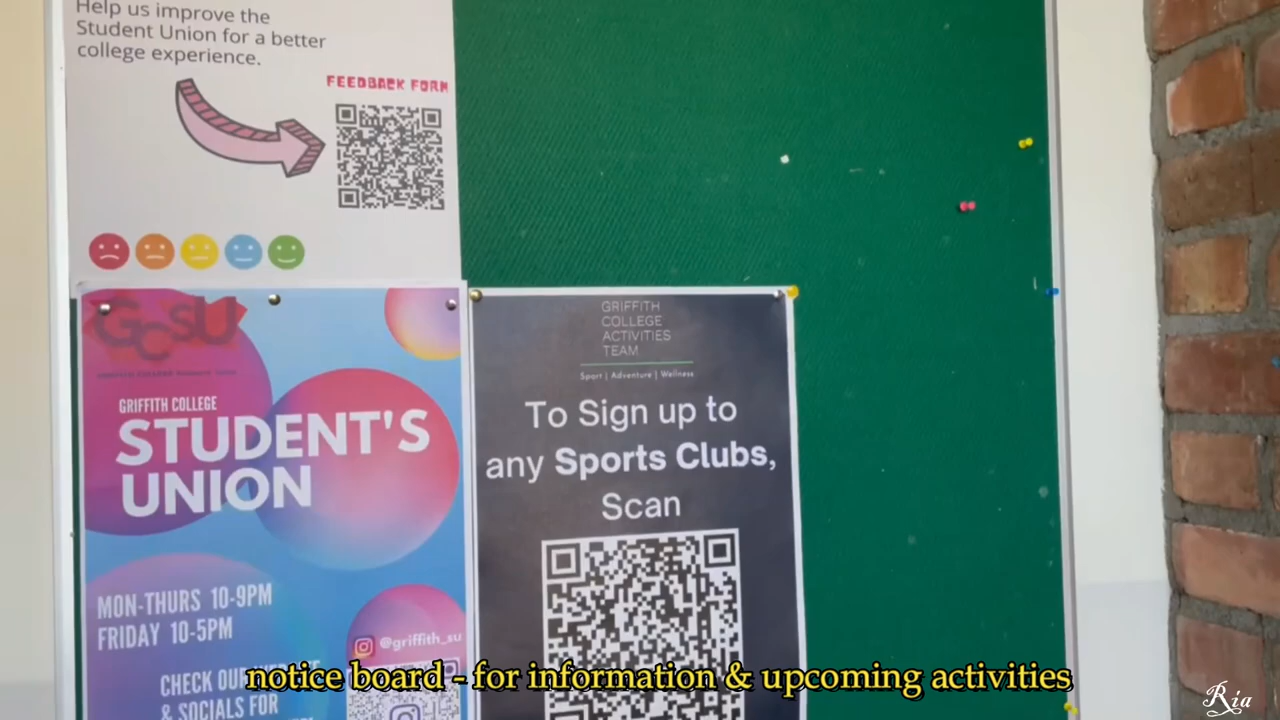 Help us improve the
Student Union for a better
college experience.
FEEDBACK FORM
GCSU
GRIFFITH COLLEGE
STUDENT'S
UNION
MON-THURS 10-9PM
FRIDAY 10-5PM
@griffith_su
CHECK OUR
& SOCIALS FOR
GRIFFITH
COLLEGE
ACTIVITIES
TEAM
Sport | Adventure | Wellness
To Sign up to
any Sports Clubs,
Scan
notice board - for information & upcoming activities
Ria